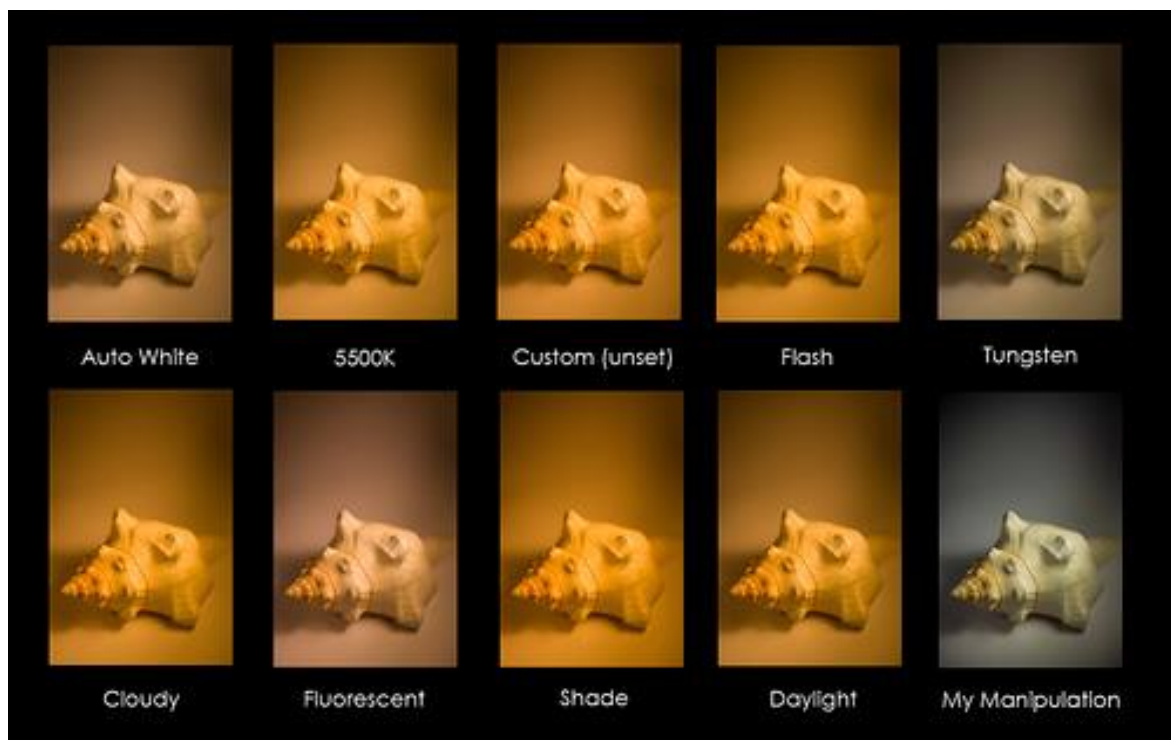 Auto White
5500K
Custom (unset)
Flash
Tungsten
Cloudy
Fluorescent
Shade
Daylight
My Manipulation